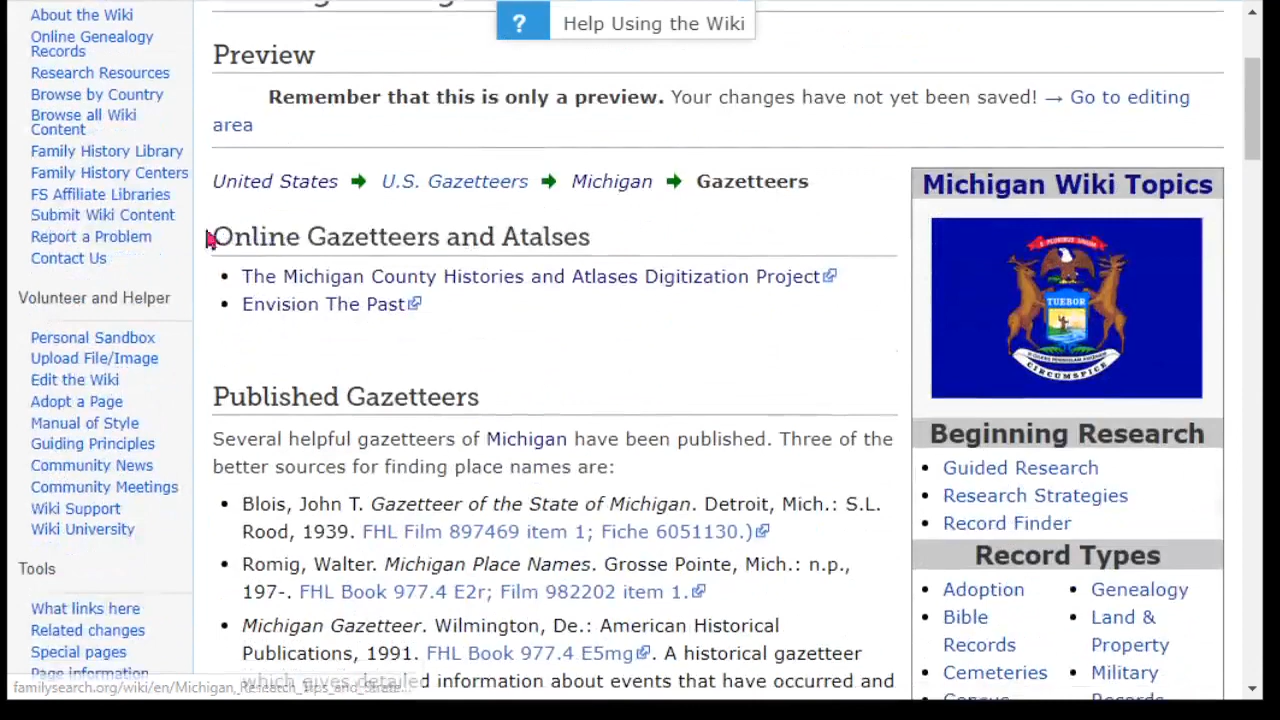 Help Using the Wiki
About the Wiki
Online Genealogy
Records
Research Resources
Browse by Country
Browse all Wiki
Content
Family History Library
Family History Centers
FS Affiliate Libraries
Submit Wiki Content
Report a Problem
Contact Us
Volunteer and Helper
Personal Sandbox
Upload File/Image
Edit the Wiki
Adopt a Page
Manual of Style
Guiding Principles
Community News
Community Meetings
Wiki Support
Wiki University
Tools
What links here
Related changes
Special pages
Page information
Preview
Remember that this is only a preview. Your changes have not yet been saved! → Go to editing
area
United States → U.S. Gazetteers → Michigan → Gazetteers
Online Gazetteers and Atalses
• The Michigan County Histories and Atlases Digitization Project
• Envision The Past
Published Gazetteers
Several helpful gazetteers of Michigan have been published. Three of the
better sources for finding place names are:
• Blois, John T. Gazetteer of the State of Michigan. Detroit, Mich.: S.L.
Rood, 1939. FHL Film 897469 item 1; Fiche 6051130.)
• Romig, Walter. Michigan Place Names. Grosse Pointe, Mich.: n.p.,
197-. FHL Book 977.4 E2r; Film 982202 item 1.
• Michigan Gazetteer. Wilmington, De.: American Historical
Publications, 1991. FHL Book 977.4 E5mg. A historical gazetteer
which gives detailed information about events that have occurred and
Michigan Wiki Topics
TUEBOR
CIRCUMSPICE
Beginning Research
• Guided Research
• Research Strategies
• Record Finder
Record Types
• Adoption
• Bible
Records
• Cemeteries
• Census
• Genealogy
• Land &
Property
• Military
Records